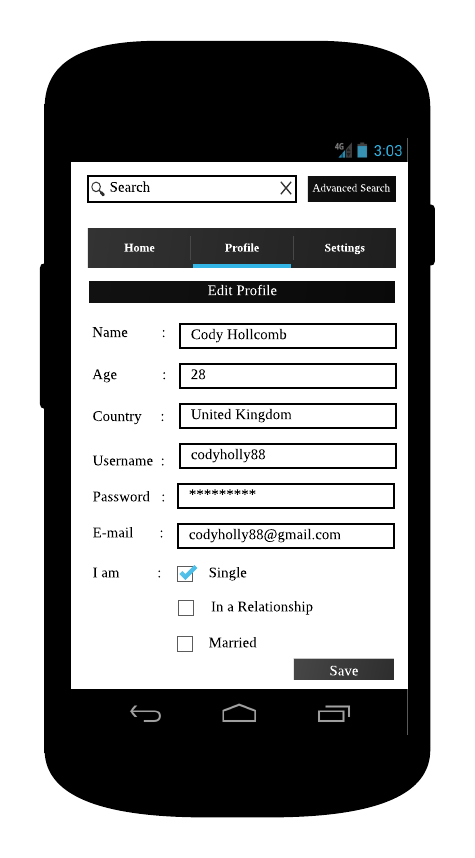 4G 3:03
Search X Advanced Search
Home Profile Settings
Edit Profile
Name : Cody Hollcomb
Age : 28
Country : United Kingdom
Username : codyholly88
Password : *********
E-mail : codyholly88@gmail.com
I am : Single
In a Relationship
Married
Save